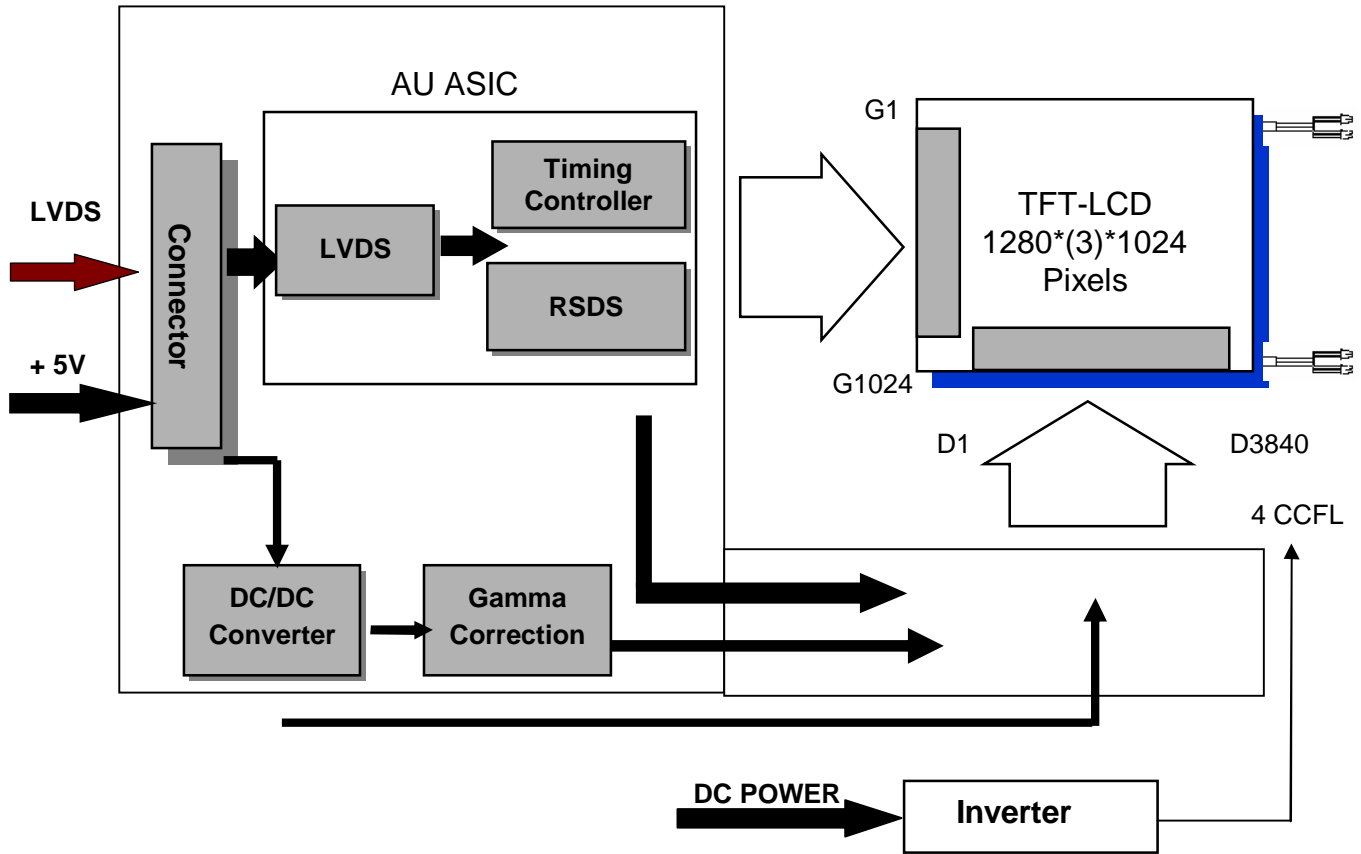 AU ASIC
LVDS
+ 5V
Connector
LVDS
Timing
Controller
RSDS
G1
TFT-LCD
1280*(3)*1024
Pixels
G1024
D1
D3840
4 CCFL
DC/DC
Converter
Gamma
Correction
DC POWER
Inverter